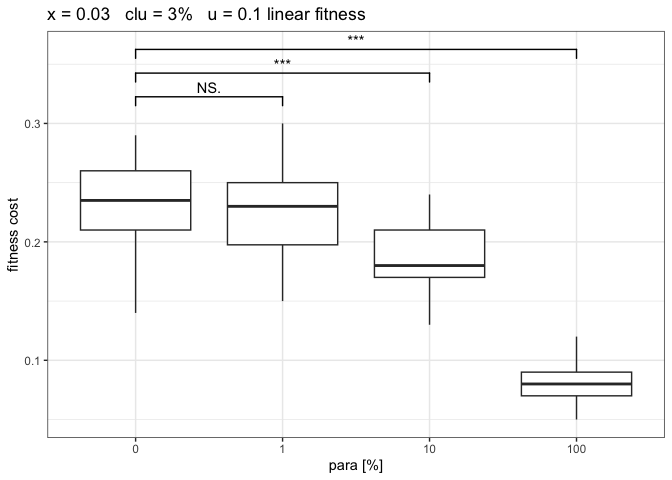 x = 0.03 clu = 3% u = 0.1 linear fitness
***
***
NS.
fitness cost
0.3
0.2
0.1
0 1 10 100
para [%]